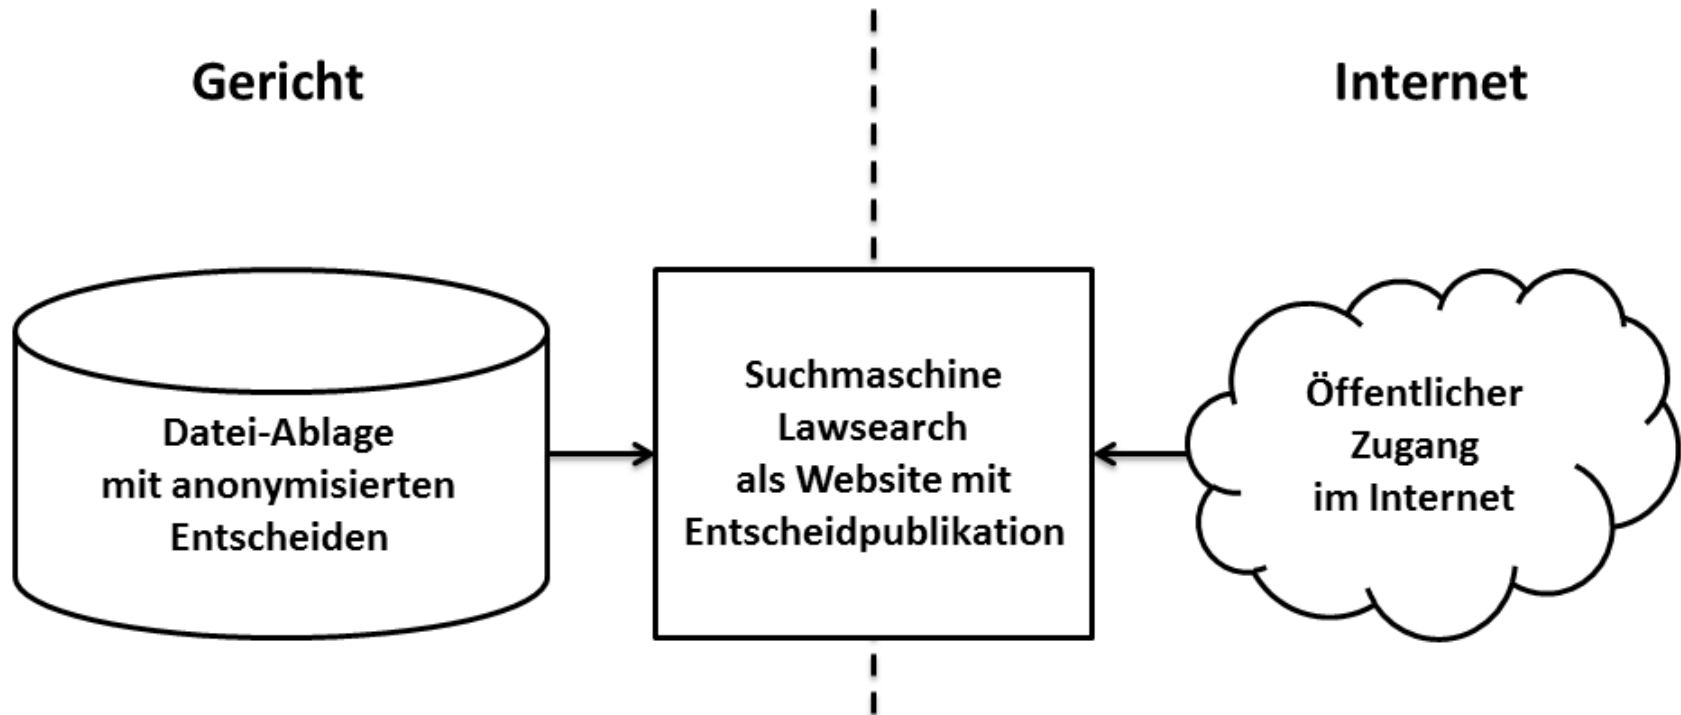 Gericht
Internet
Datei-Ablage
mit anonymisierten
Entscheiden
Suchmaschine
Lawsearch
als Website mit
Entscheidpublikation
Öffentlicher
Zugang
im Internet